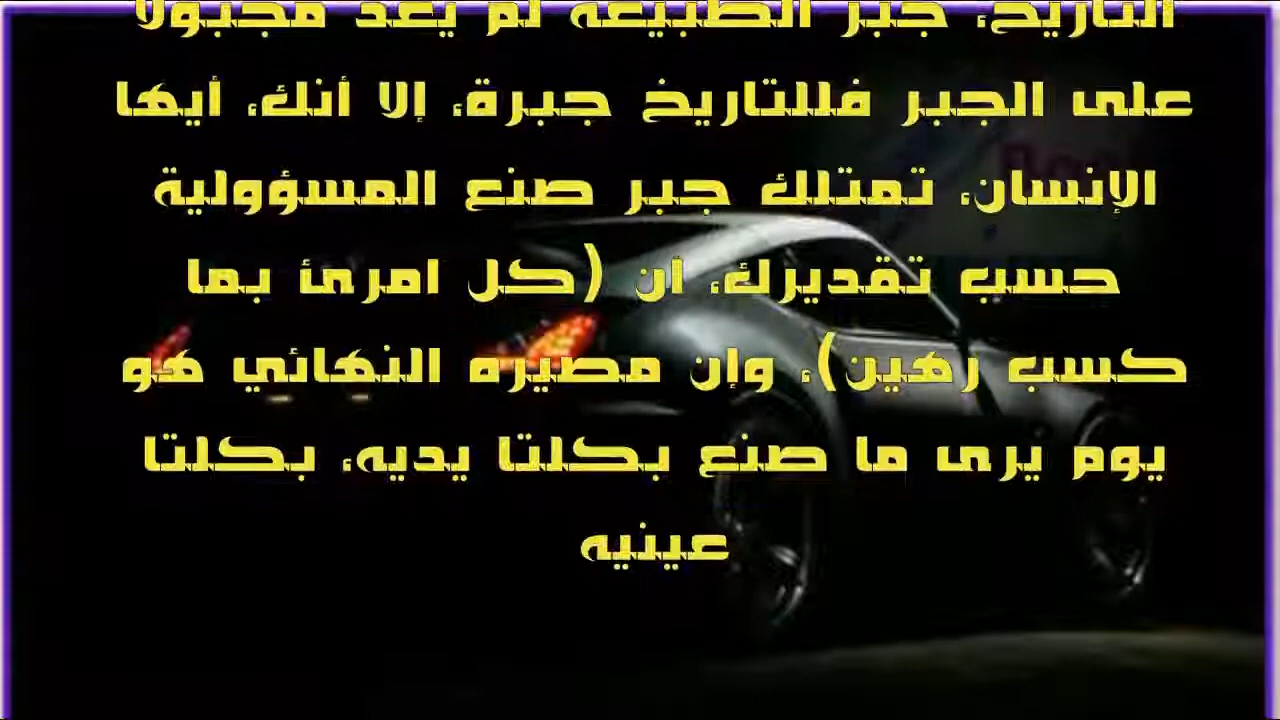 التاريخ، جبر الطبيعة لم يعد مجبولا
على الجبر فللتاريخ جبرة، إلا أنك، أيها
الإنسان، تمتلك جبر صنع المسؤولية
حسب تقديرك، أن (كل امرئ بما
كسب رهين)، وإن مصيره النهائي هو
يوم يرى ما صنع بكلتا يديه، بكلتا
عينيه